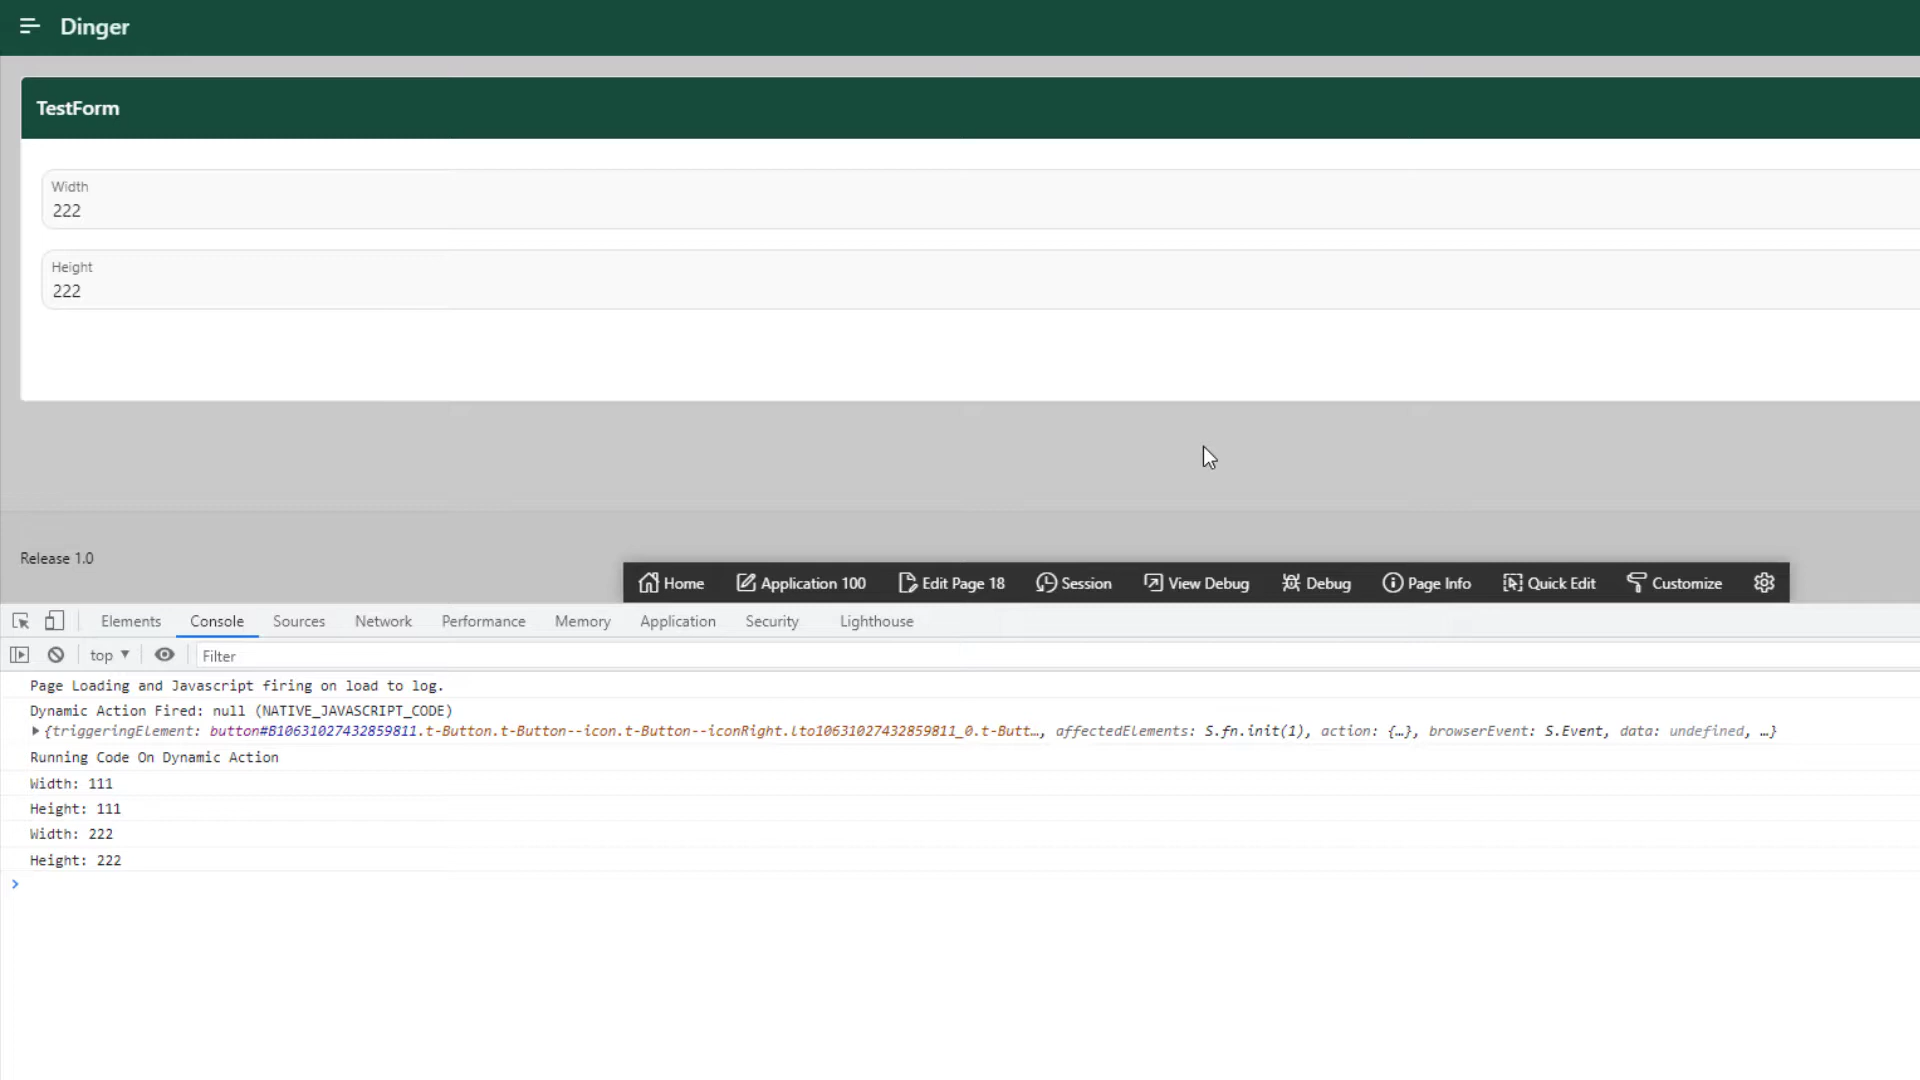 Dinger
TestForm
Width
222
Height
222
Release 1.0
Home Application 100 Edit Page 18 Session View Debug Debug Page Info Quick Edit Customize
Elements Console Sources Network Performance Memory Application Security Lighthouse
top ▼ Filter
Page Loading and Javascript firing on load to log.
Dynamic Action Fired: null (NATIVE_JAVASCRIPT_CODE)
▶{triggeringElement: button#B10631027432859811.t-Button.t-Button--icon.t-Button--iconRight.lto10631027432859811_0.t-Butt…, affectedElements: S.fn.init(1), action: {…}, browserEvent: S.Event, data: undefined, …}
Running Code On Dynamic Action
Width: 111
Height: 111
Width: 222
Height: 222